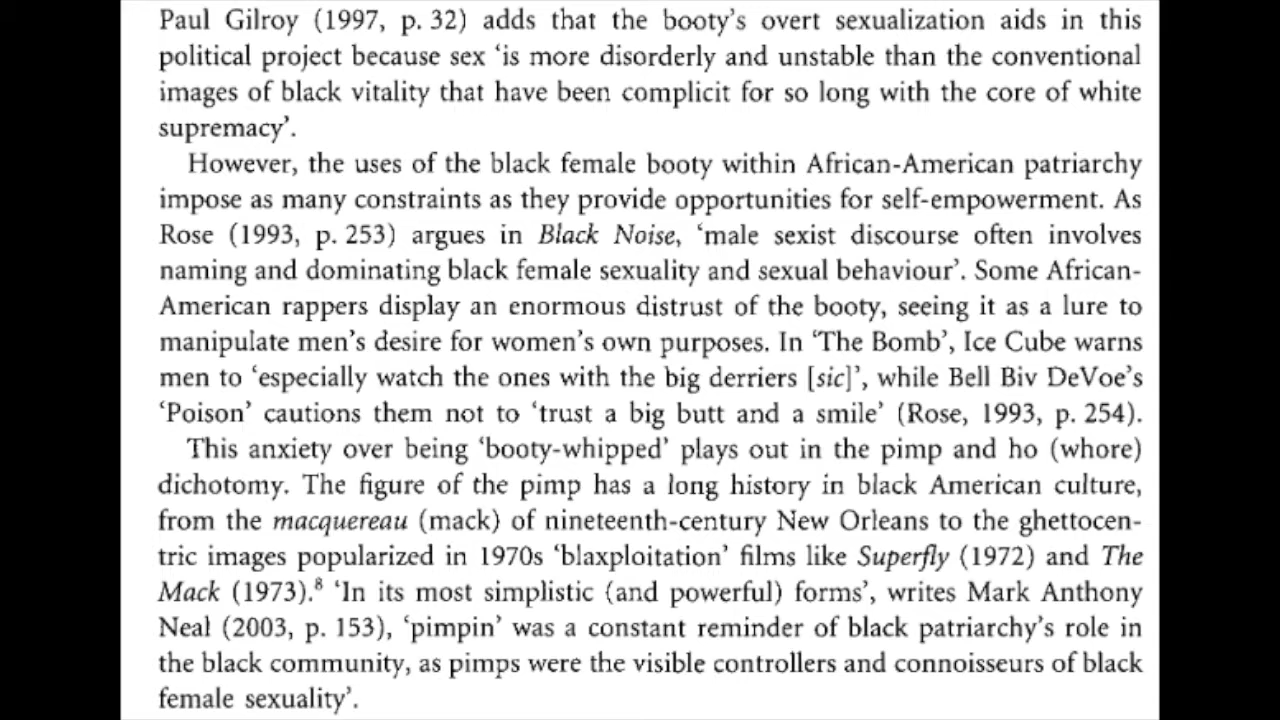 Paul Gilroy (1997, p. 32) adds that the booty's overt sexualization aids in this
political project because sex 'is more disorderly and unstable than the conventional
images of black vitality that have been complicit for so long with the core of white
supremacy'.
However, the uses of the black female booty within African-American patriarchy
impose as many constraints as they provide opportunities for self-empowerment. As
Rose (1993, p. 253) argues in Black Noise, 'male sexist discourse often involves
naming and dominating black female sexuality and sexual behaviour'. Some African-
American rappers display an enormous distrust of the booty, seeing it as a lure to
manipulate men's desire for women's own purposes. In 'The Bomb', Ice Cube warns
men to 'especially watch the ones with the big derriers [sic]', while Bell Biv DeVoe's
'Poison' cautions them not to 'trust a big butt and a smile' (Rose, 1993, p. 254).
This anxiety over being 'booty-whipped' plays out in the pimp and ho (whore)
dichotomy. The figure of the pimp has a long history in black American culture,
from the macquereau (mack) of nineteenth-century New Orleans to the ghettocen-
tric images popularized in 1970s 'blaxploitation' films like Superfly (1972) and The
Mack (1973).⁸ 'In its most simplistic (and powerful) forms', writes Mark Anthony
Neal (2003, p. 153), 'pimpin' was a constant reminder of black patriarchy's role in
the black community, as pimps were the visible controllers and connoisseurs of black
female sexuality'.